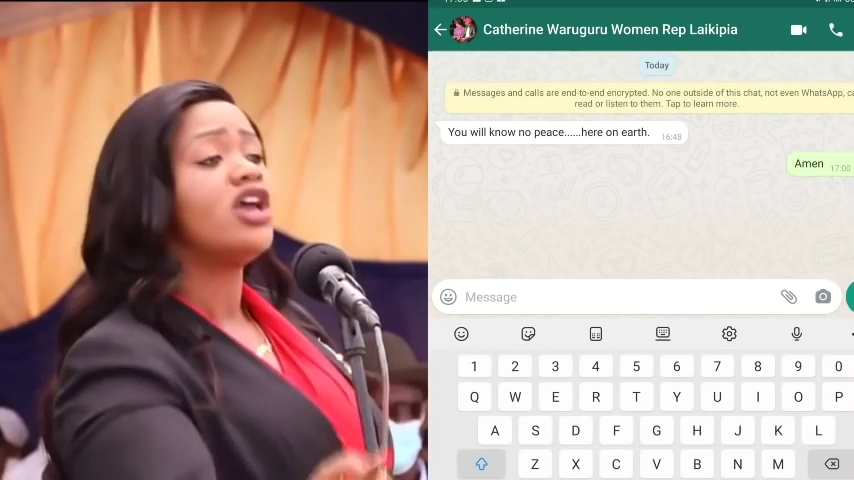 Catherine Waruguru Women Rep Laikipia
Today
Messages and calls are end-to-end encrypted. No one outside of this chat, not even WhatsApp, ca
read or listen to them. Tap to learn more.
You will know no peace......here on earth.
16:48
Amen 17:00
Message
1 2 3 4 5 6 7 8 9 0
Q W E R T Y U I O P
A S D F G H J K L
Z X C V B N M